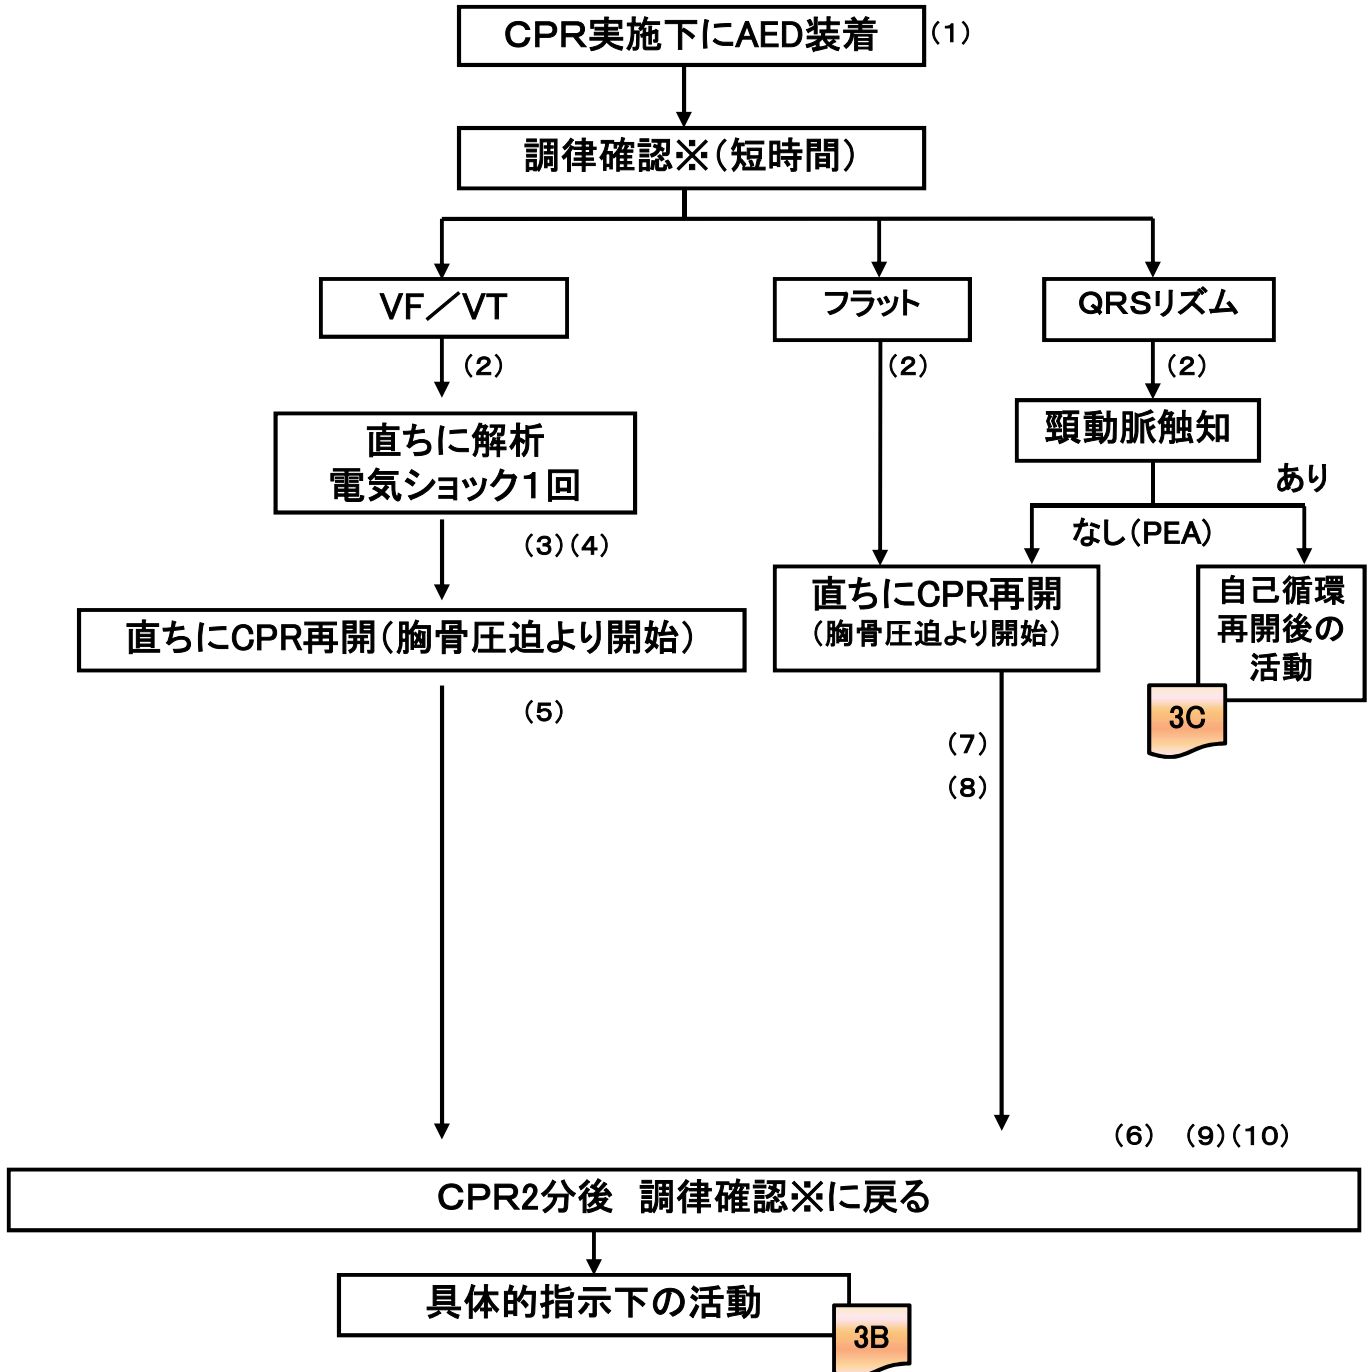 CPR実施下にAED装着
(1)
調律確認※(短時間)
VF/VT
フラット
QRSリズム
(2)
(2)
(2)
直ちに解析
電気ショック1回
頸動脈触知
あり
なし(PEA)
(3)(4)
直ちにCPR再開(胸骨圧迫より開始)
直ちにCPR再開
(胸骨圧迫より開始)
自己循環
再開後の
活動
3C
(5)
(7)
(8)
(6) (9)(10)
CPR2分後 調律確認※に戻る
具体的指示下の活動
3B